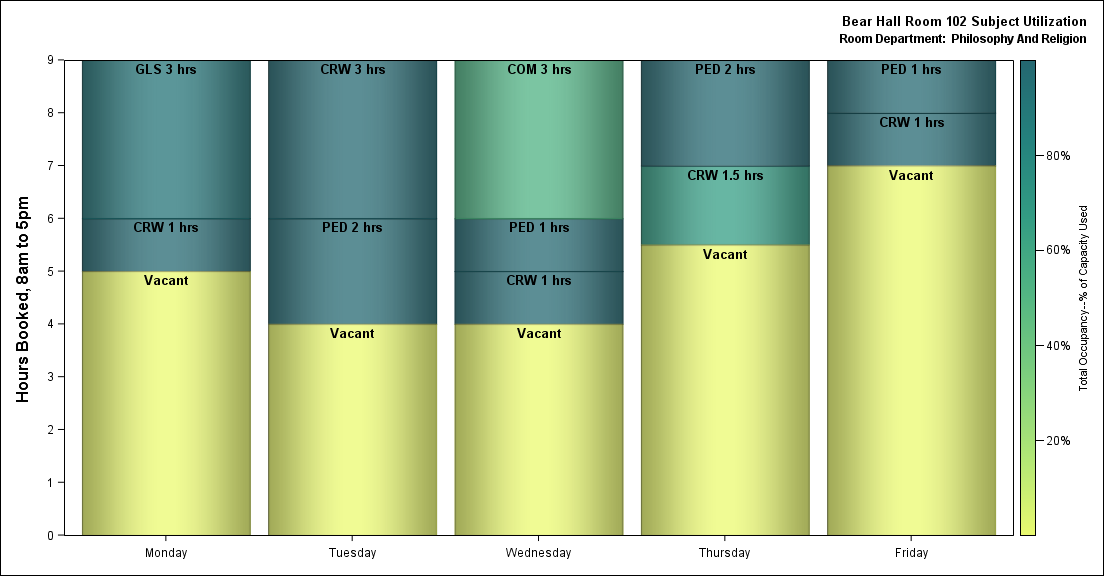 Bear Hall Room 102 Subject Utilization
Room Department: Philosophy And Religion
Hours Booked, 8am to 5pm
9
8
7
6
5
4
3
2
1
0
GLS 3 hrs
CRW 1 hrs
Vacant
Monday
CRW 3 hrs
PED 2 hrs
Vacant
Tuesday
COM 3 hrs
PED 1 hrs
CRW 1 hrs
Vacant
Wednesday
PED 2 hrs
CRW 1.5 hrs
Vacant
Thursday
PED 1 hrs
CRW 1 hrs
Vacant
Friday
80%
60%
40%
20%
Total Occupancy--% of Capacity Used